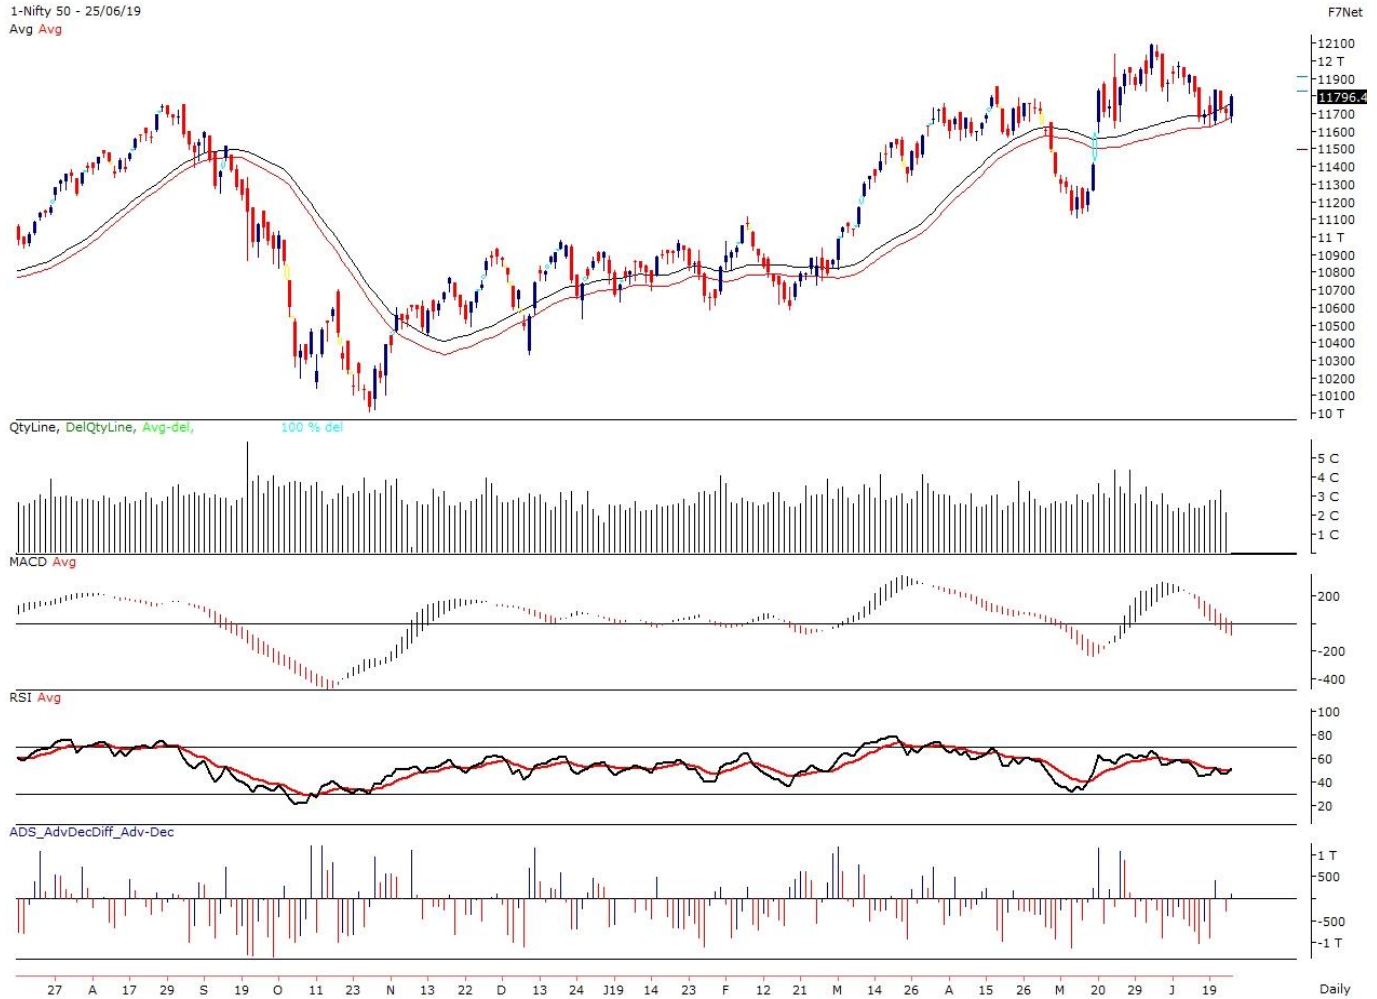 1-Nifty 50 - 25/06/19
F7Net
Avg Avg
12100
12 T
11900
11796.4
11700
11600
11500
11400
11300
11200
11100
11 T
10900
10800
10700
10600
10500
10400
10300
10200
10100
10 T
QtyLine, DelQtyLine, Avg-del, 100 % del
5 C
4 C
3 C
2 C
1 C
MACD Avg
200
-200
-400
RSI Avg
100
80
60
40
20
ADS_AdvDecDiff_Adv-Dec
1 T
500
-500
-1 T
27 A 17 29 S 19 O 11 23 N 13 22 D 13 24 J19 14 23 F 12 21 M 14 26 A 15 26 M 20 29 J 19 Daily